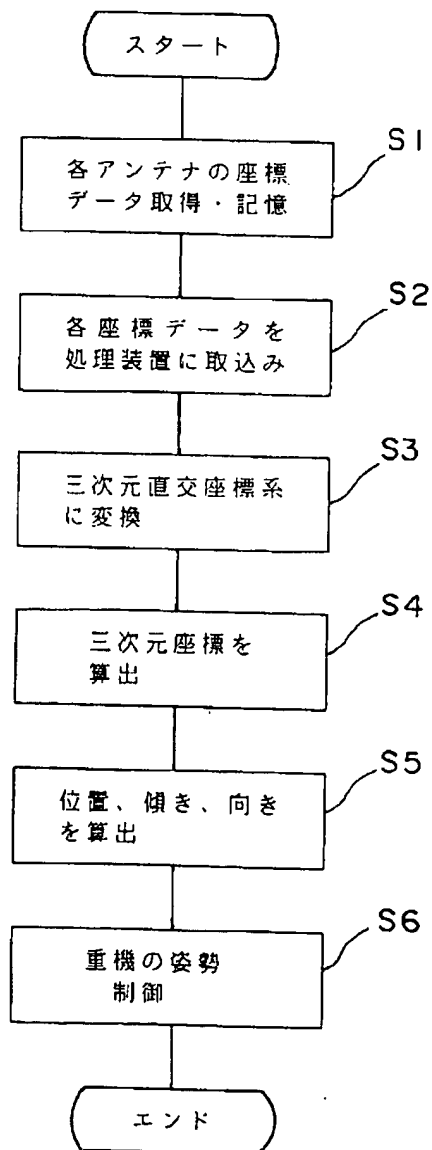 スタート
S1
各アンテナの座標
データ取得・記憶
S2
各座標データを
処理装置に取込み
S3
三次元直交座標系
に変換
S4
三次元座標を
算出
S5
位置、傾き、向き
を算出
S6
重機の姿勢
制御
エンド